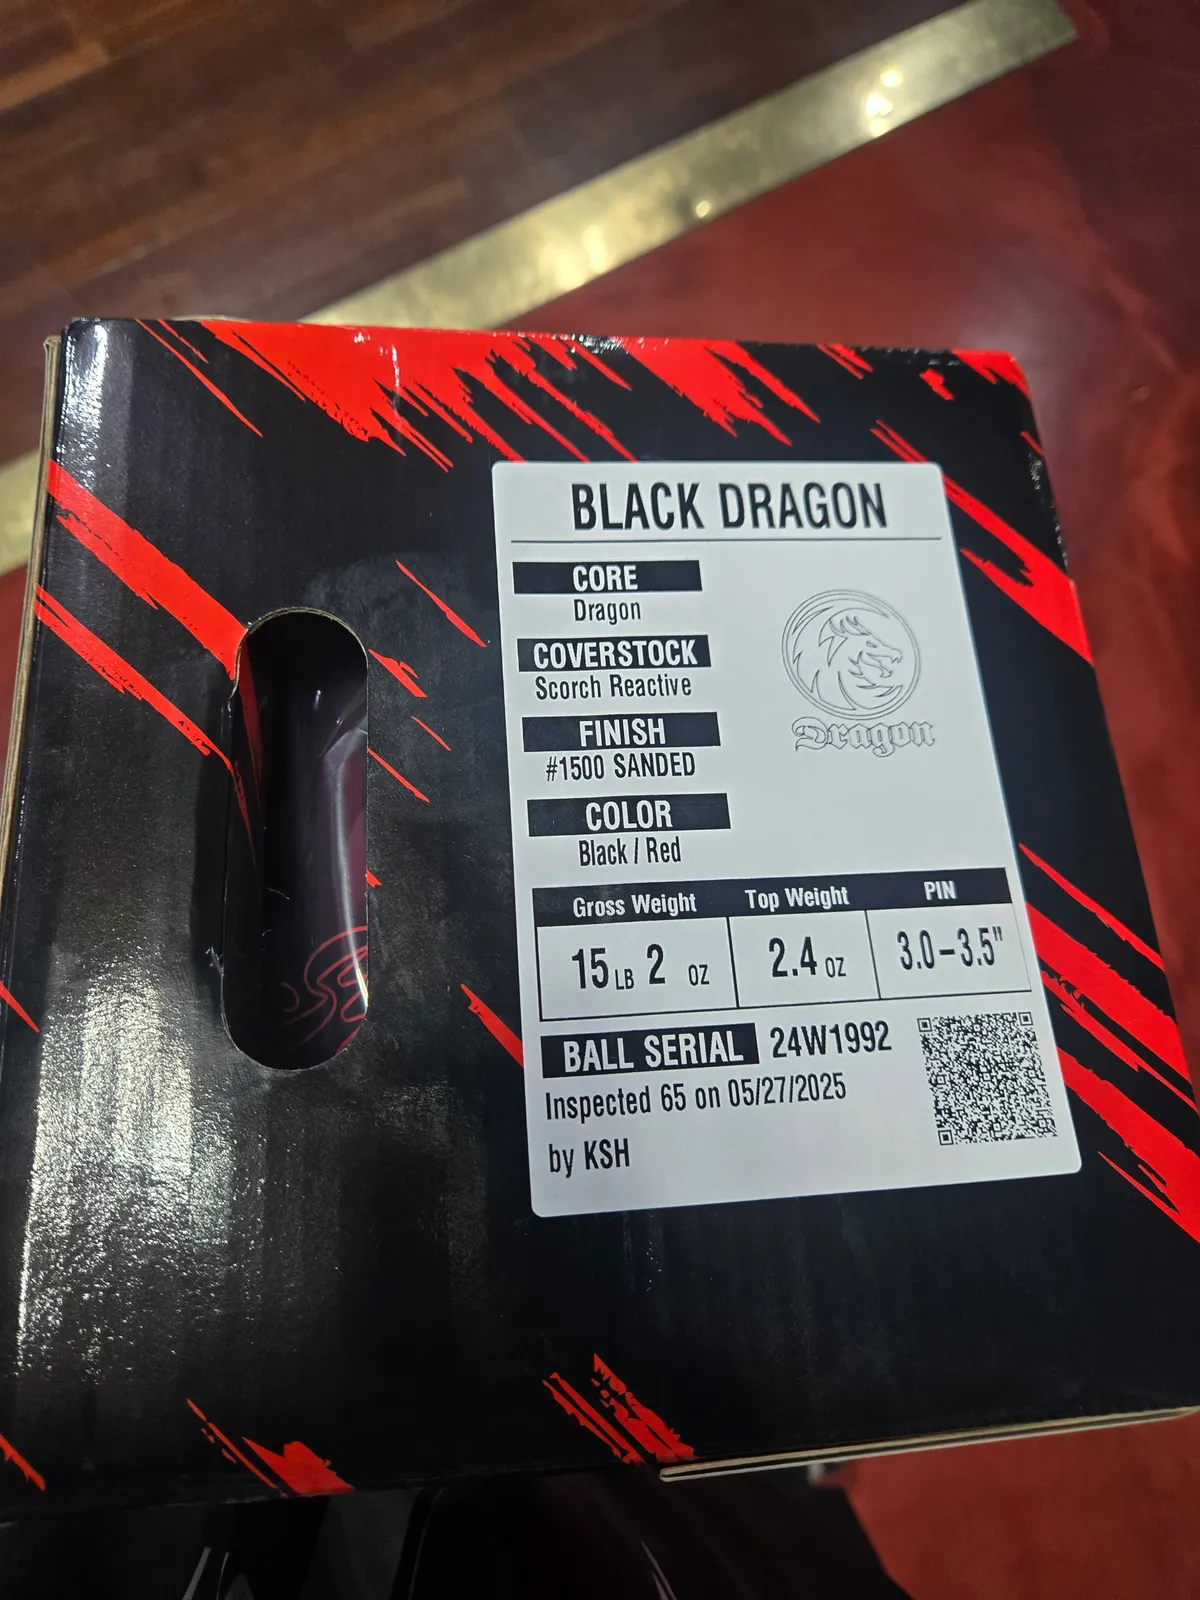 BLACK DRAGON
CORE
Dragon
COVERSTOCK
Scorch Reactive
FINISH
#1500 SANDED
COLOR
Black / Red
Dragon
Gross Weight Top Weight PIN
15 LB 2 OZ 2.4 OZ 3.0-3.5"
BALL SERIAL 24W1992
Inspected 65 on 05/27/2025
by KSH